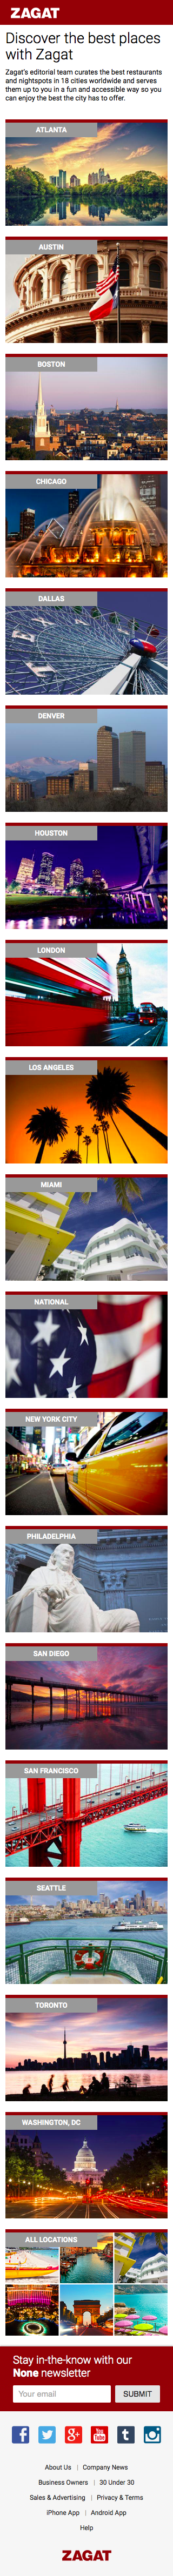 ZAGAT
Discover the best places
with Zagat
Zagat's editorial team curates the best restaurants
and nightspots in 18 cities worldwide and serves
them up to you in a fun and accessible way so you
can enjoy the best the city has to offer.
ATLANTA
AUSTIN
BOSTON
CHICAGO
DALLAS
DENVER
HOUSTON
LONDON
LOS ANGELES
MIAMI
NATIONAL
NEW YORK CITY
PHILADELPHIA
SAN DIEGO
SAN FRANCISCO
SEATTLE
TORONTO
WASHINGTON, DC
ALL LOCATIONS
Stay in-the-know with our
None newsletter
Your email SUBMIT
About Us | Company News
Business Owners | 30 Under 30
Sales & Advertising | Privacy & Terms
iPhone App | Android App
Help
ZAGAT